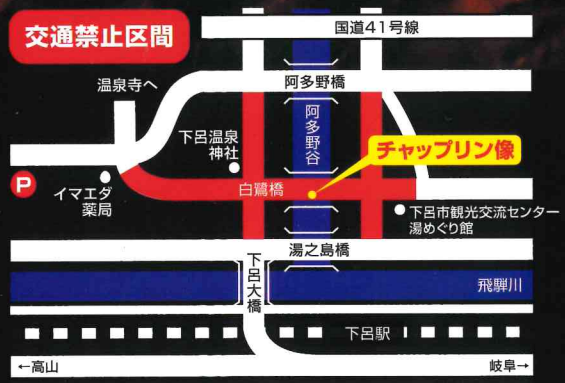 交通禁止区間
国道41号線
温泉寺へ
阿多野橋
阿多野谷
下呂温泉
神社
チャップリン像
P
イマエダ
薬局
白鷺橋
下呂市観光交流センター
湯めぐり館
湯之島橋
下呂大橋
飛騨川
下呂駅
←高山
岐阜→